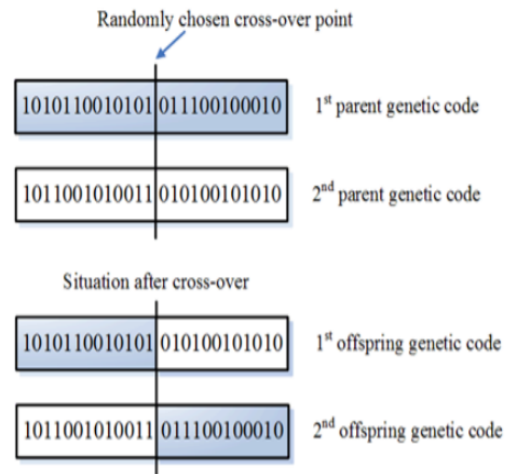 Randomly chosen cross-over point
1010110010101 011100100010 1st parent genetic code
1011001010011 010100101010 2nd parent genetic code
Situation after cross-over
1010110010101 010100101010 1st offspring genetic code
1011001010011 011100100010 2nd offspring genetic code